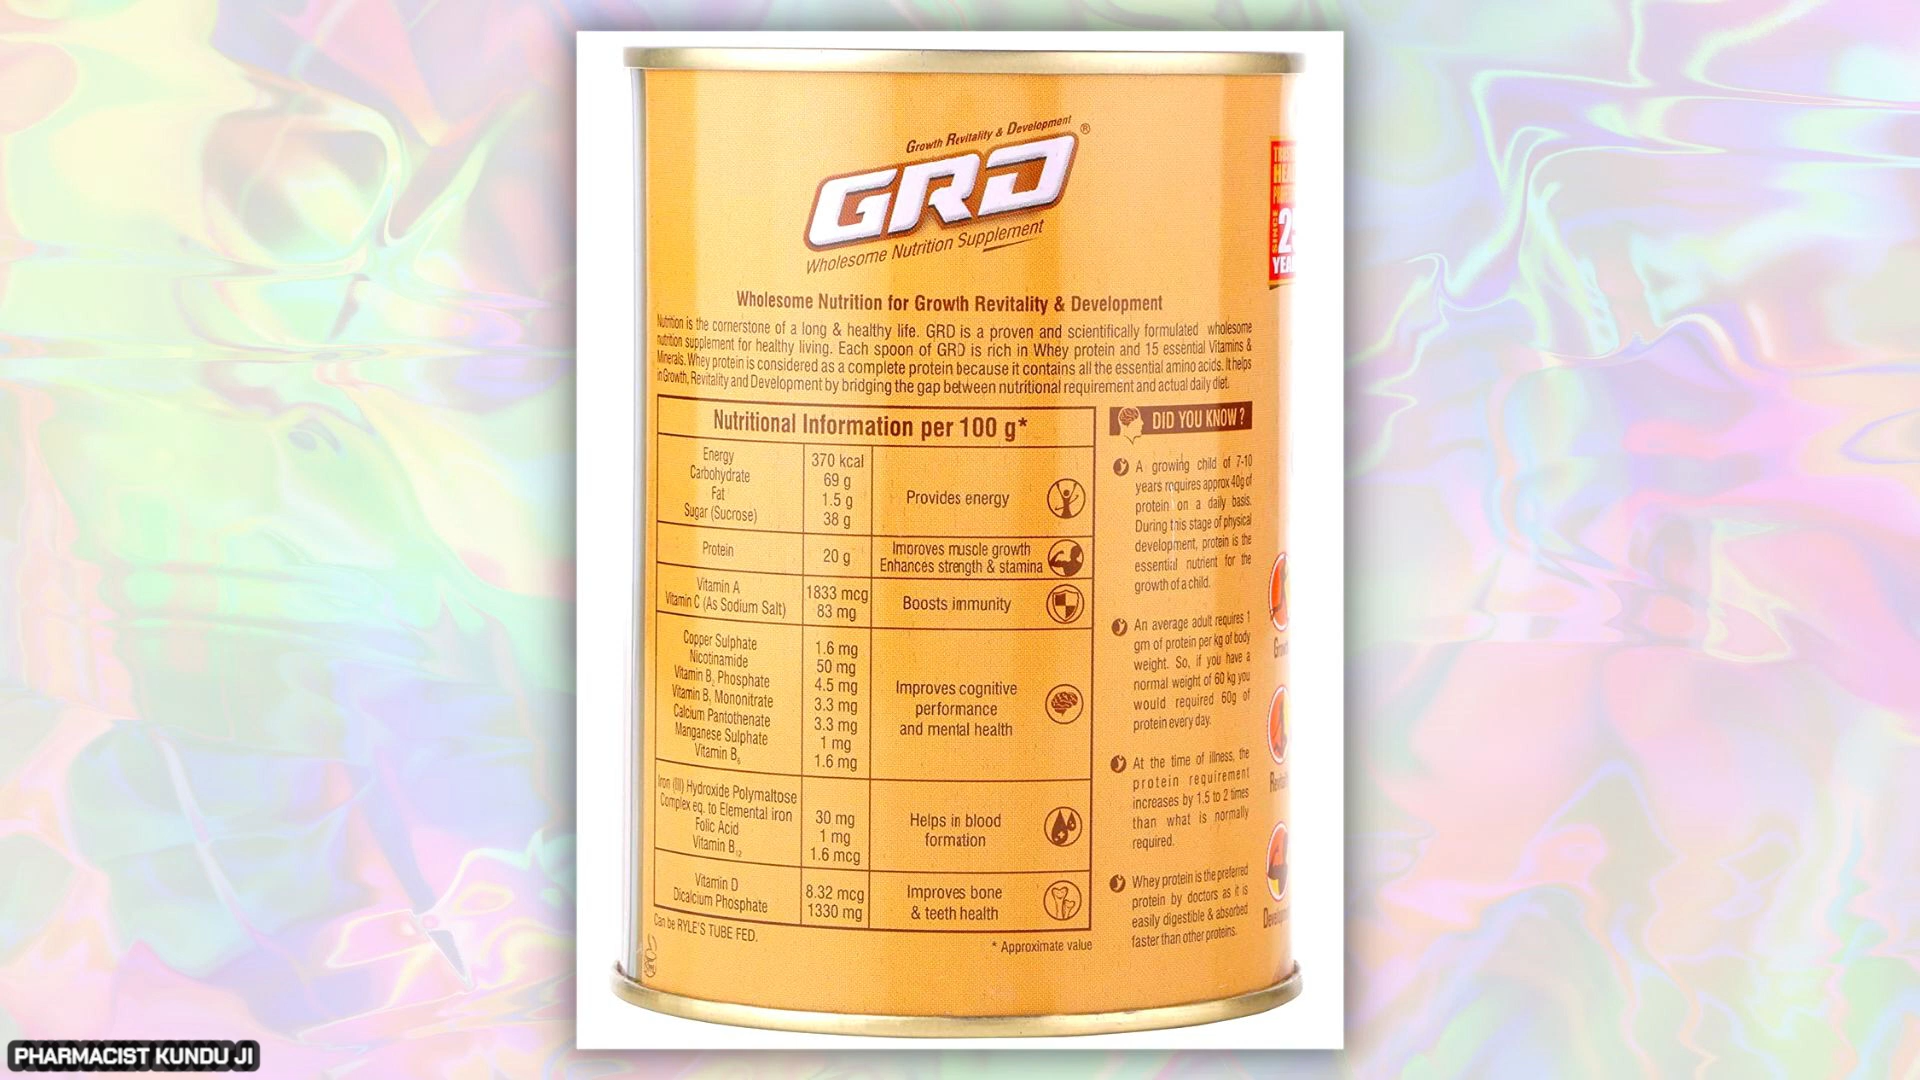 Growth Revitality & Development
GRD®
Wholesome Nutrition Supplement
Wholesome Nutrition for Growth Revitality & Development
Nutrition is the cornerstone of a long & healthy life. GRD is a proven and scientifically formulated wholesome
nutrition supplement for healthy living. Each spoon of GRD is rich in Whey protein and 15 essential Vitamins &
Minerals. Whey protein is considered as a complete protein because it contains all the essential amino acids. It helps
in Growth, Revitality and Development by bridging the gap between nutritional requirement and actual daily diet.
Nutritional Information per 100 g*
Energy 370 kcal
Carbohydrate 69 g
Fat 1.5 g
Sugar (Sucrose) 38 g
Provides energy
Protein 20 g
Improves muscle growth
Enhances strength & stamina
Vitamin A 1833 mcg
Vitamin C (As Sodium Salt) 83 mg
Boosts immunity
Copper Sulphate 1.6 mg
Nicotinamide 50 mg
Vitamin B, Phosphate 4.5 mg
Vitamin B, Mononitrate 3.3 mg
Calcium Pantothenate 3.3 mg
Manganese Sulphate 1 mg
Vitamin B₆ 1.6 mg
Improves cognitive
performance
and mental health
Iron (III) Hydroxide Polymaltose
Complex eq. to Elemental iron 30 mg
Folic Acid 1 mg
Vitamin B₁₂ 1.6 mcg
Helps in blood
formation
Vitamin D 8.32 mcg
Dicalcium Phosphate 1330 mg
Improves bone
& teeth health
Can be RYLE'S TUBE FED.
* Approximate value
DID YOU KNOW ?
A growing child of 7-10
years requires approx 40g of
protein on a daily basis.
During this stage of physical
development, protein is the
essential nutrient for the
growth of a child.
An average adult requires 1
gm of protein per kg of body
weight. So, if you have a
normal weight of 60 kg you
would required 60g of
protein every day.
At the time of illness, the
protein requirement
increases by 1.5 to 2 times
than what is normally
required.
Whey protein is the preferred
protein by doctors as it is
easily digestible & absorbed
faster than other proteins.
SINCE
PHARMACIST KUNDU JI